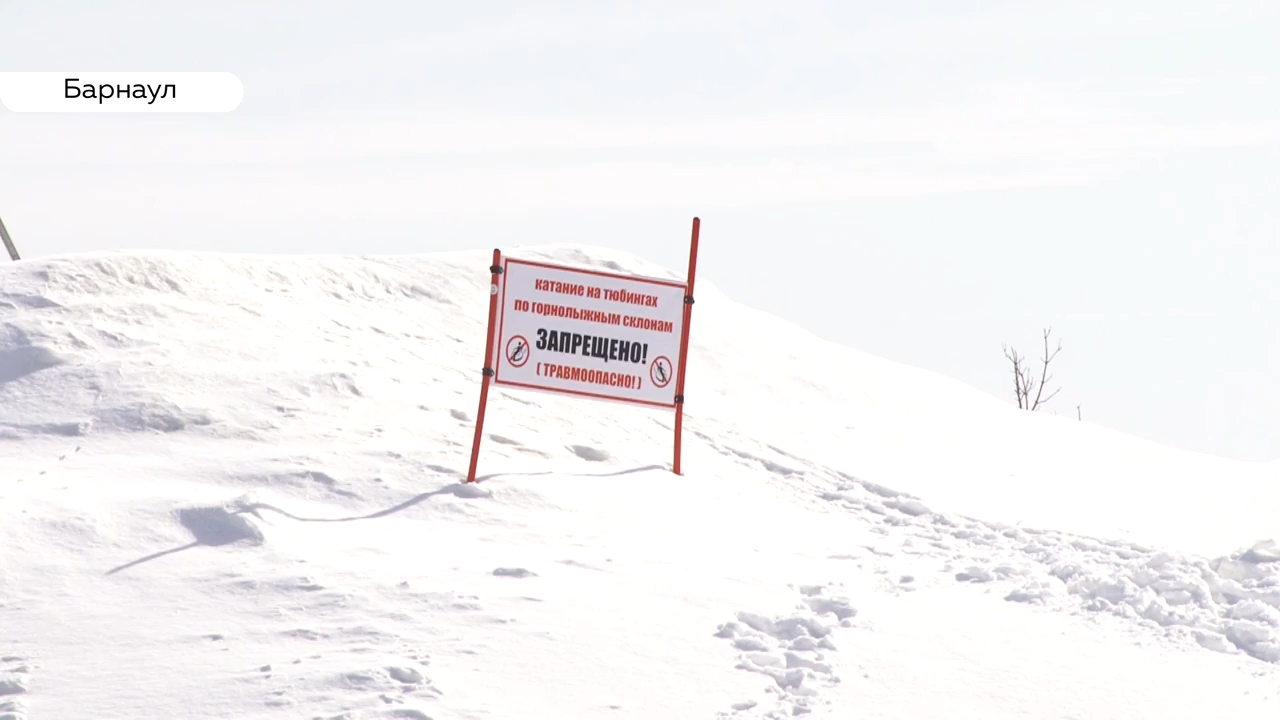 Барнаул
катание на тюбингах
по горнолыжным склонам
ЗАПРЕЩЕНО!
( ТРАВМООПАСНО! )